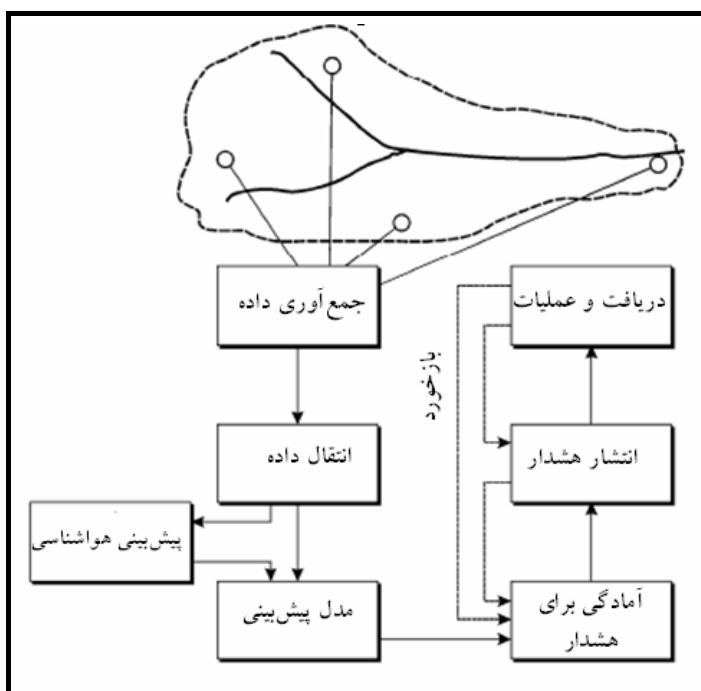 جمع‌آوری داده
دریافت و عملیات
بازخورد
انتقال داده
انتشار هشدار
پیش‌بینی هواشناسی
مدل پیش‌بینی
آمادگی برای
هشدار